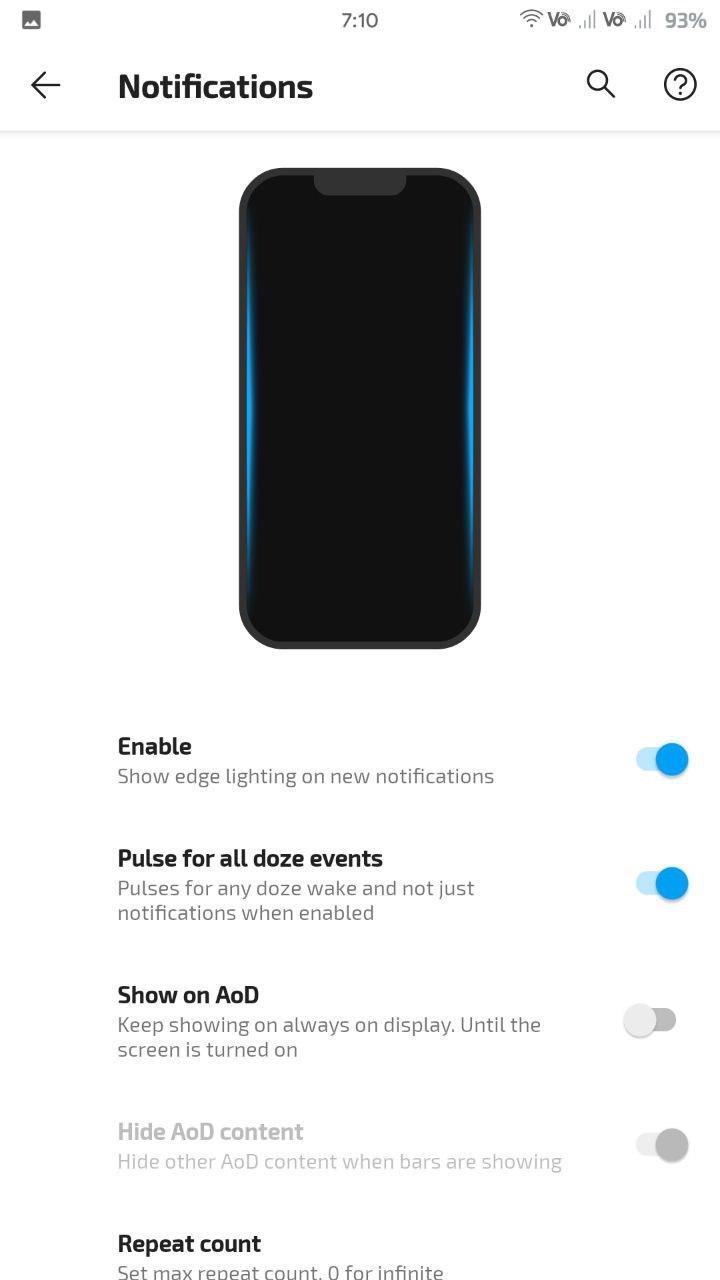 7:10 Vo Vo 93%
Notifications
Enable
Show edge lighting on new notifications
Pulse for all doze events
Pulses for any doze wake and not just
notifications when enabled
Show on AoD
Keep showing on always on display. Until the
screen is turned on
Hide AoD content
Hide other AoD content when bars are showing
Repeat count
Set max repeat count. 0 for infinite